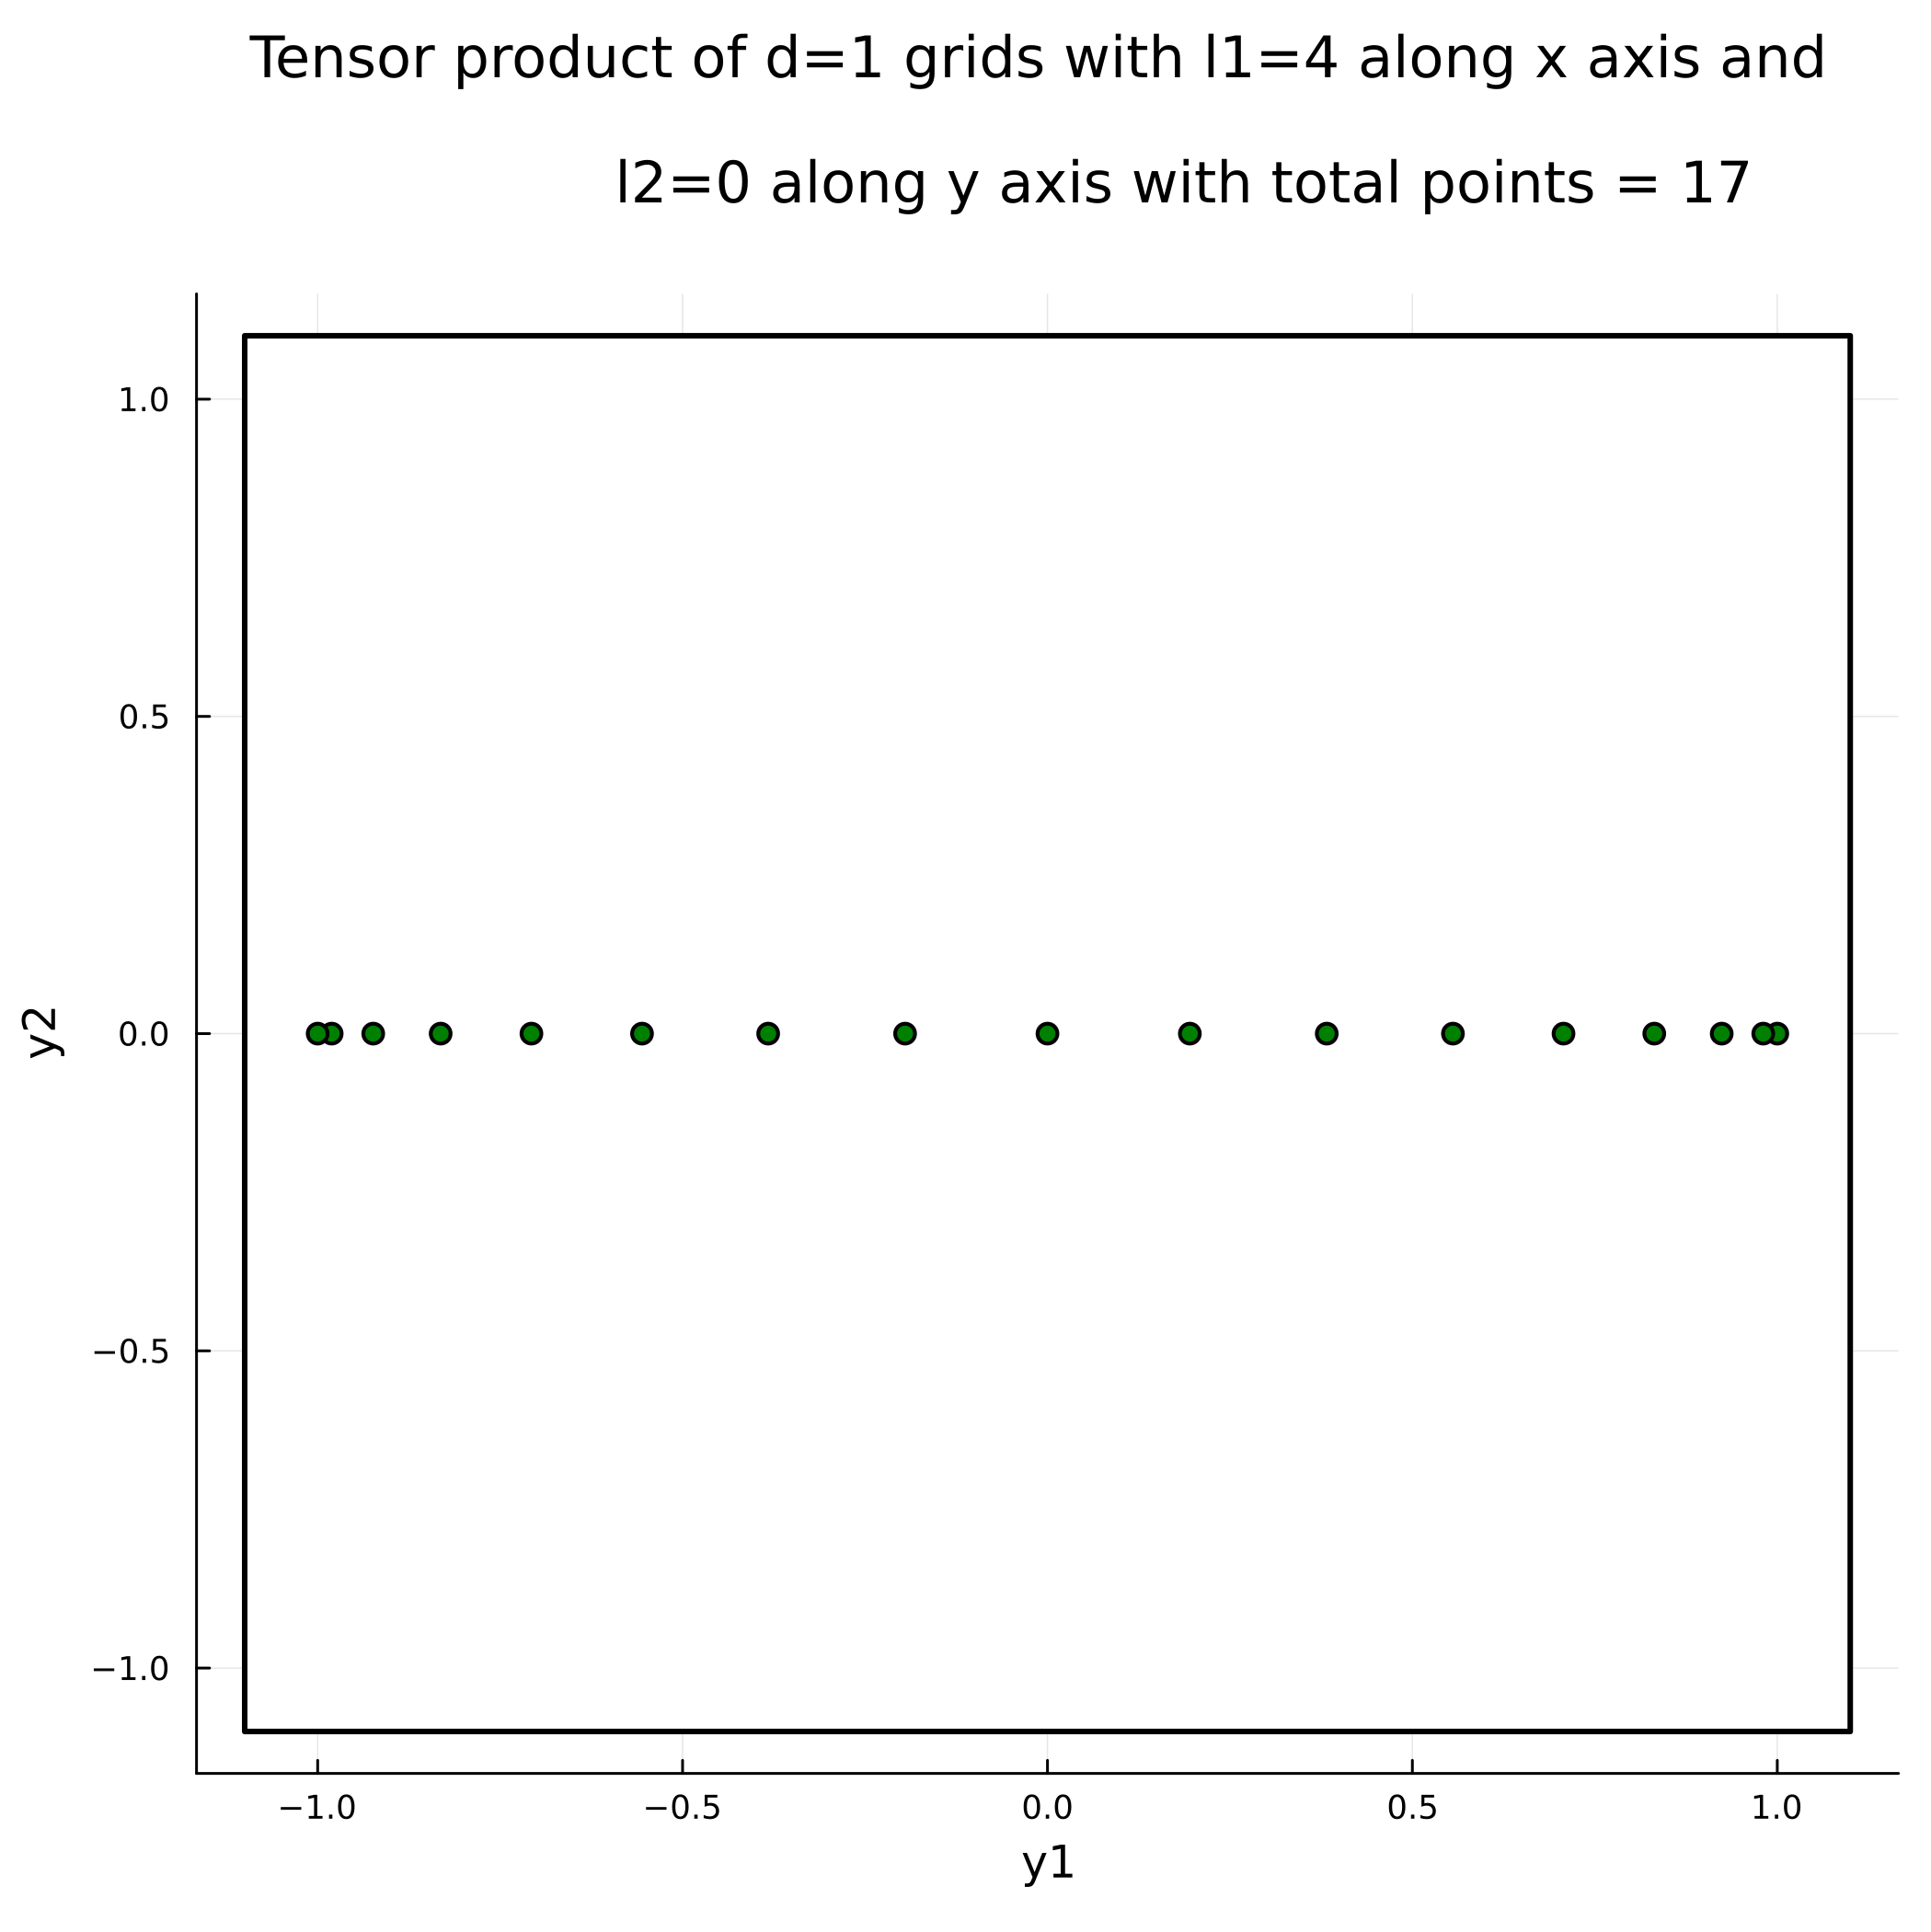 Tensor product of d=1 grids with l1=4 along x axis and
l2=0 along y axis with total points = 17
1.0
0.5
0.0
−0.5
−1.0
y2
−1.0
−0.5
0.0
0.5
1.0
y1